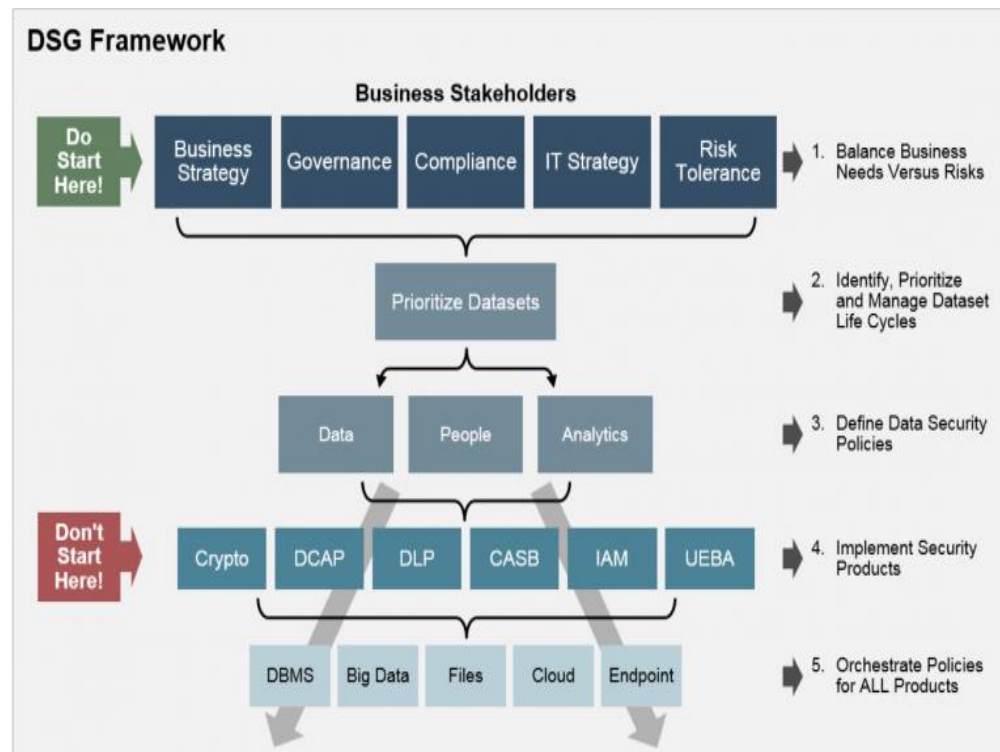 DSG Framework
Business Stakeholders
Do
Start
Here!
Business
Strategy
Governance
Compliance
IT Strategy
Risk
Tolerance
1. Balance Business
Needs Versus Risks
Prioritize Datasets
2. Identify, Prioritize
and Manage Dataset
Life Cycles
Data
People
Analytics
3. Define Data Security
Policies
Don't
Start
Here!
Crypto
DCAP
DLP
CASB
IAM
UEBA
4. Implement Security
Products
DBMS
Big Data
Files
Cloud
Endpoint
5. Orchestrate Policies
for ALL Products